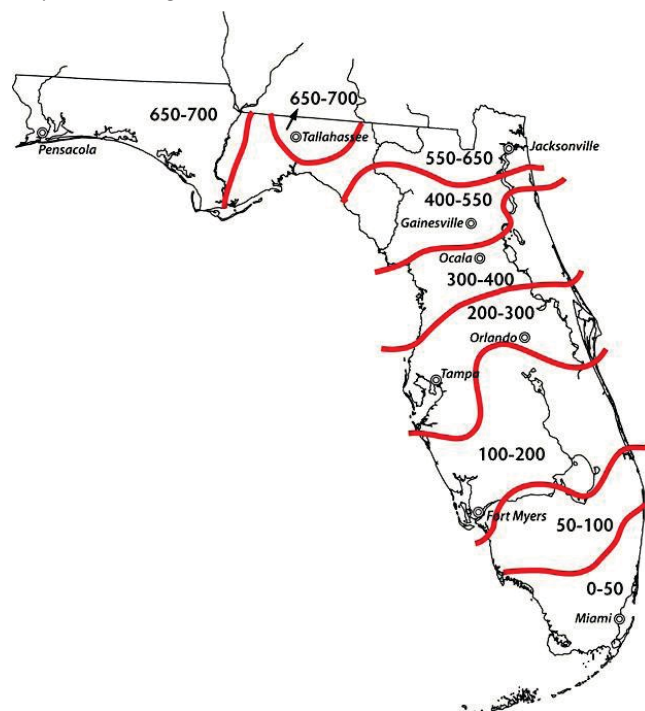 650-700
650-700
Tallahassee
Pensacola
Jacksonville
550-650
400-550
Gainesville
Ocala
300-400
200-300
Orlando
Tampa
100-200
Fort Myers
50-100
0-50
Miami